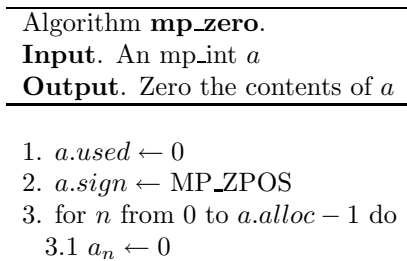 Algorithm mp_zero.
Input. An mp_int a
Output. Zero the contents of a
1. a.used ← 0
2. a.sign ← MP_ZPOS
3. for n from 0 to a.alloc − 1 do
3.1 aₙ ← 0